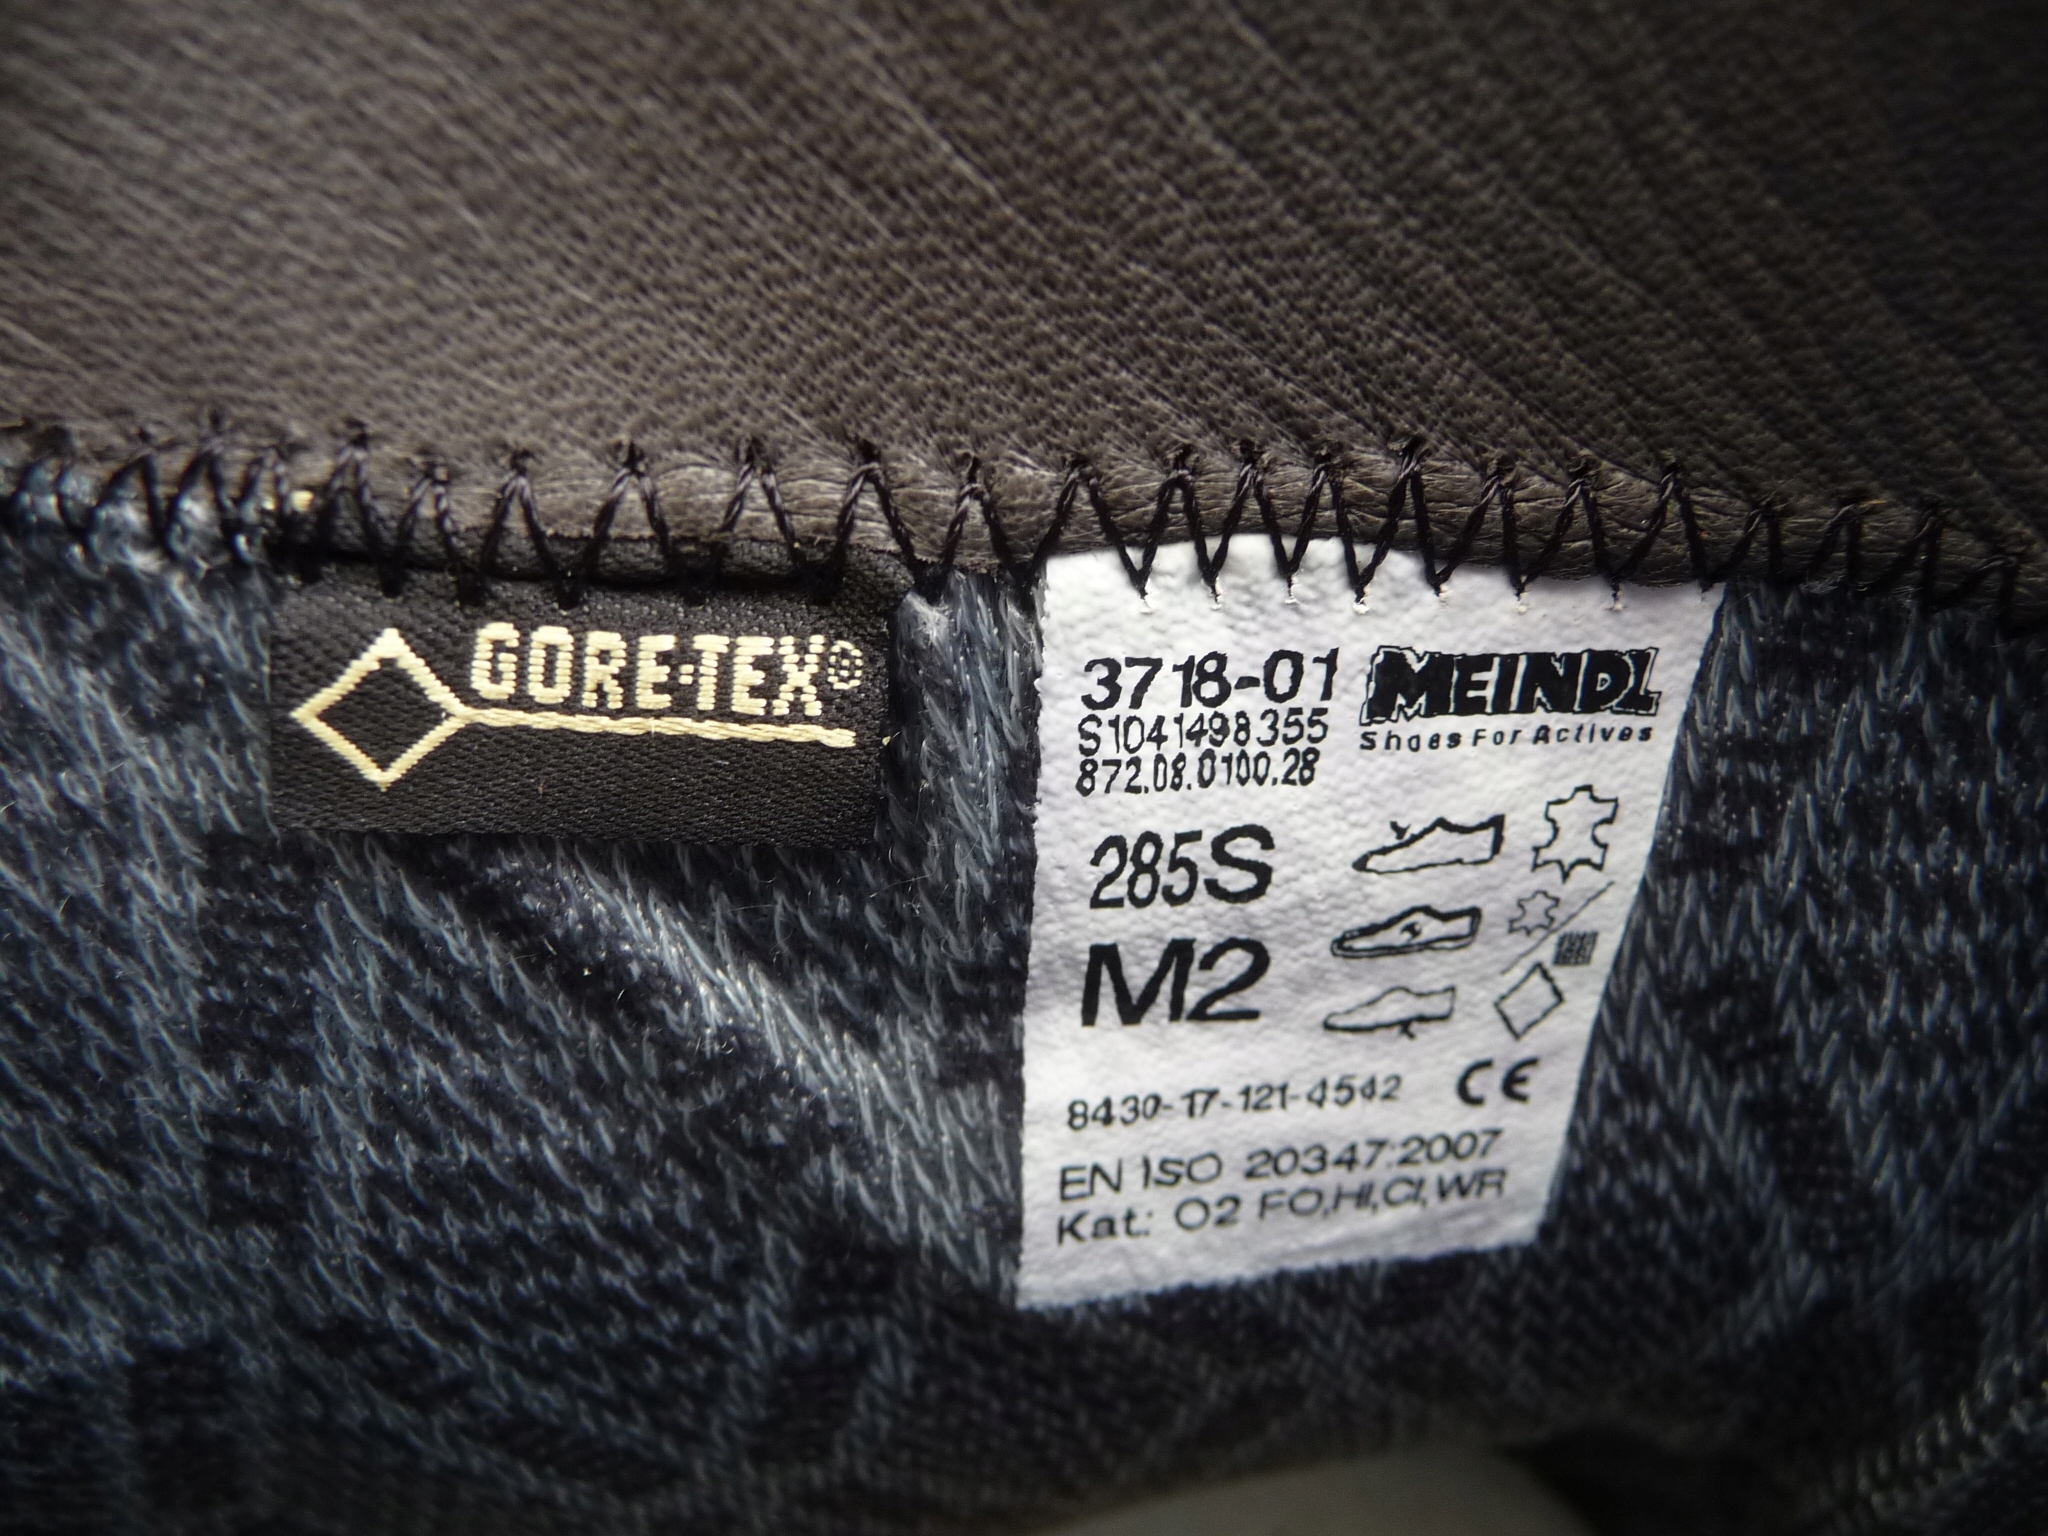 GORE-TEX®
3718-01
S1041498355
872.08.0100.28
MEINDL
Shoes For Actives
285S
M2
8430-17-121-4542
CE
EN ISO 20347:2007
Kat.: O2 FO,HI,CI,WR